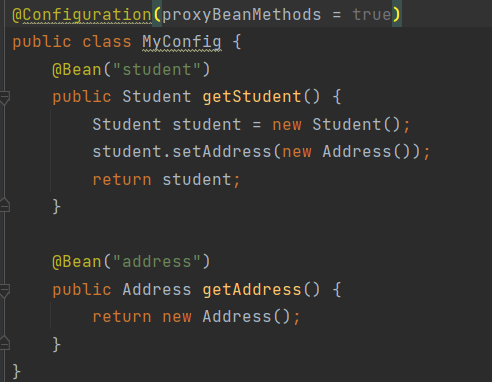 @Configuration(proxyBeanMethods = true)
public class MyConfig {
    @Bean("student")
    public Student getStudent() {
        Student student = new Student();
        student.setAddress(new Address());
        return student;
    }

    @Bean("address")
    public Address getAddress() {
        return new Address();
    }
}